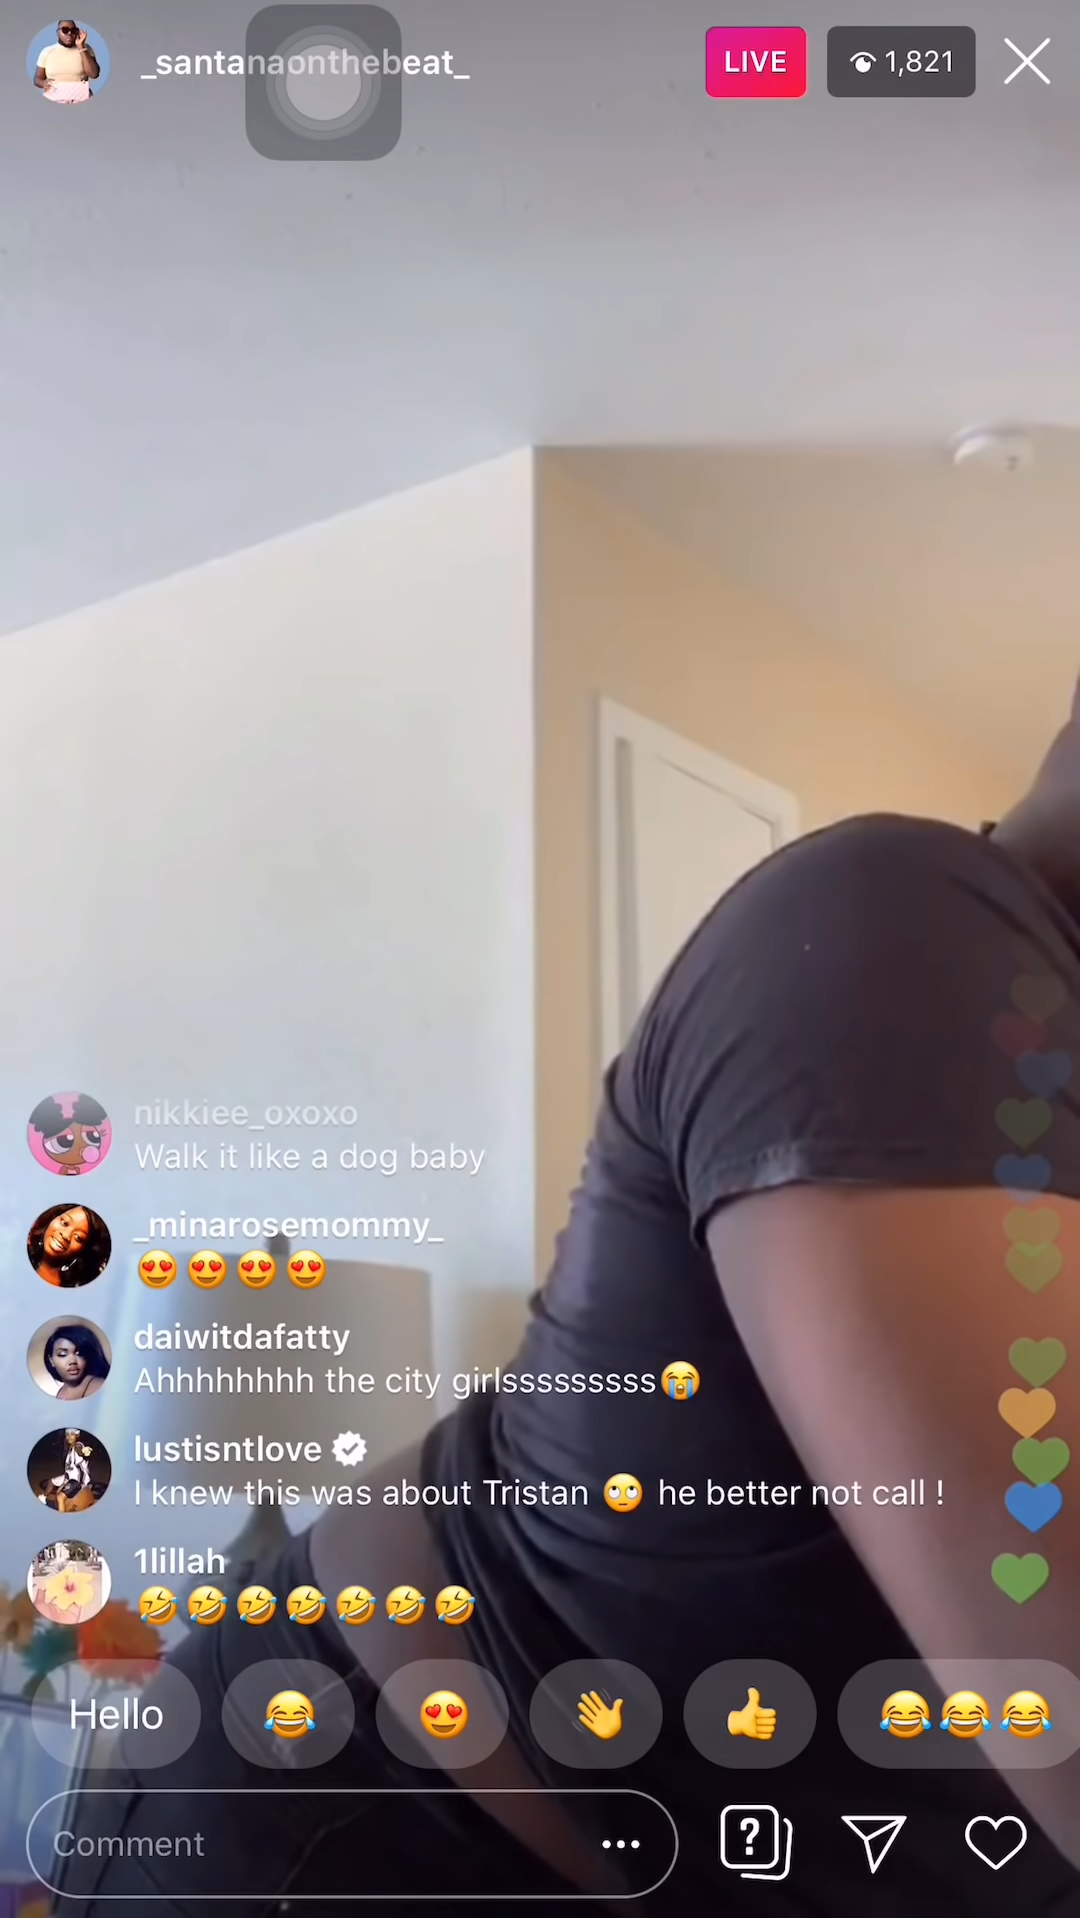 _santanaonthebeat_
LIVE
1,821
nikkiee_oxoxo
Walk it like a dog baby
_minarosemommy_
😍😍😍😍
daiwitdafatty
Ahhhhhhhh the city girlsssssssss😭
lustisntlove
I knew this was about Tristan 🙄 he better not call !
1lillah
🤣🤣🤣🤣🤣🤣🤣
Hello 😂 😍 👋 👍 😂😂😂
Comment